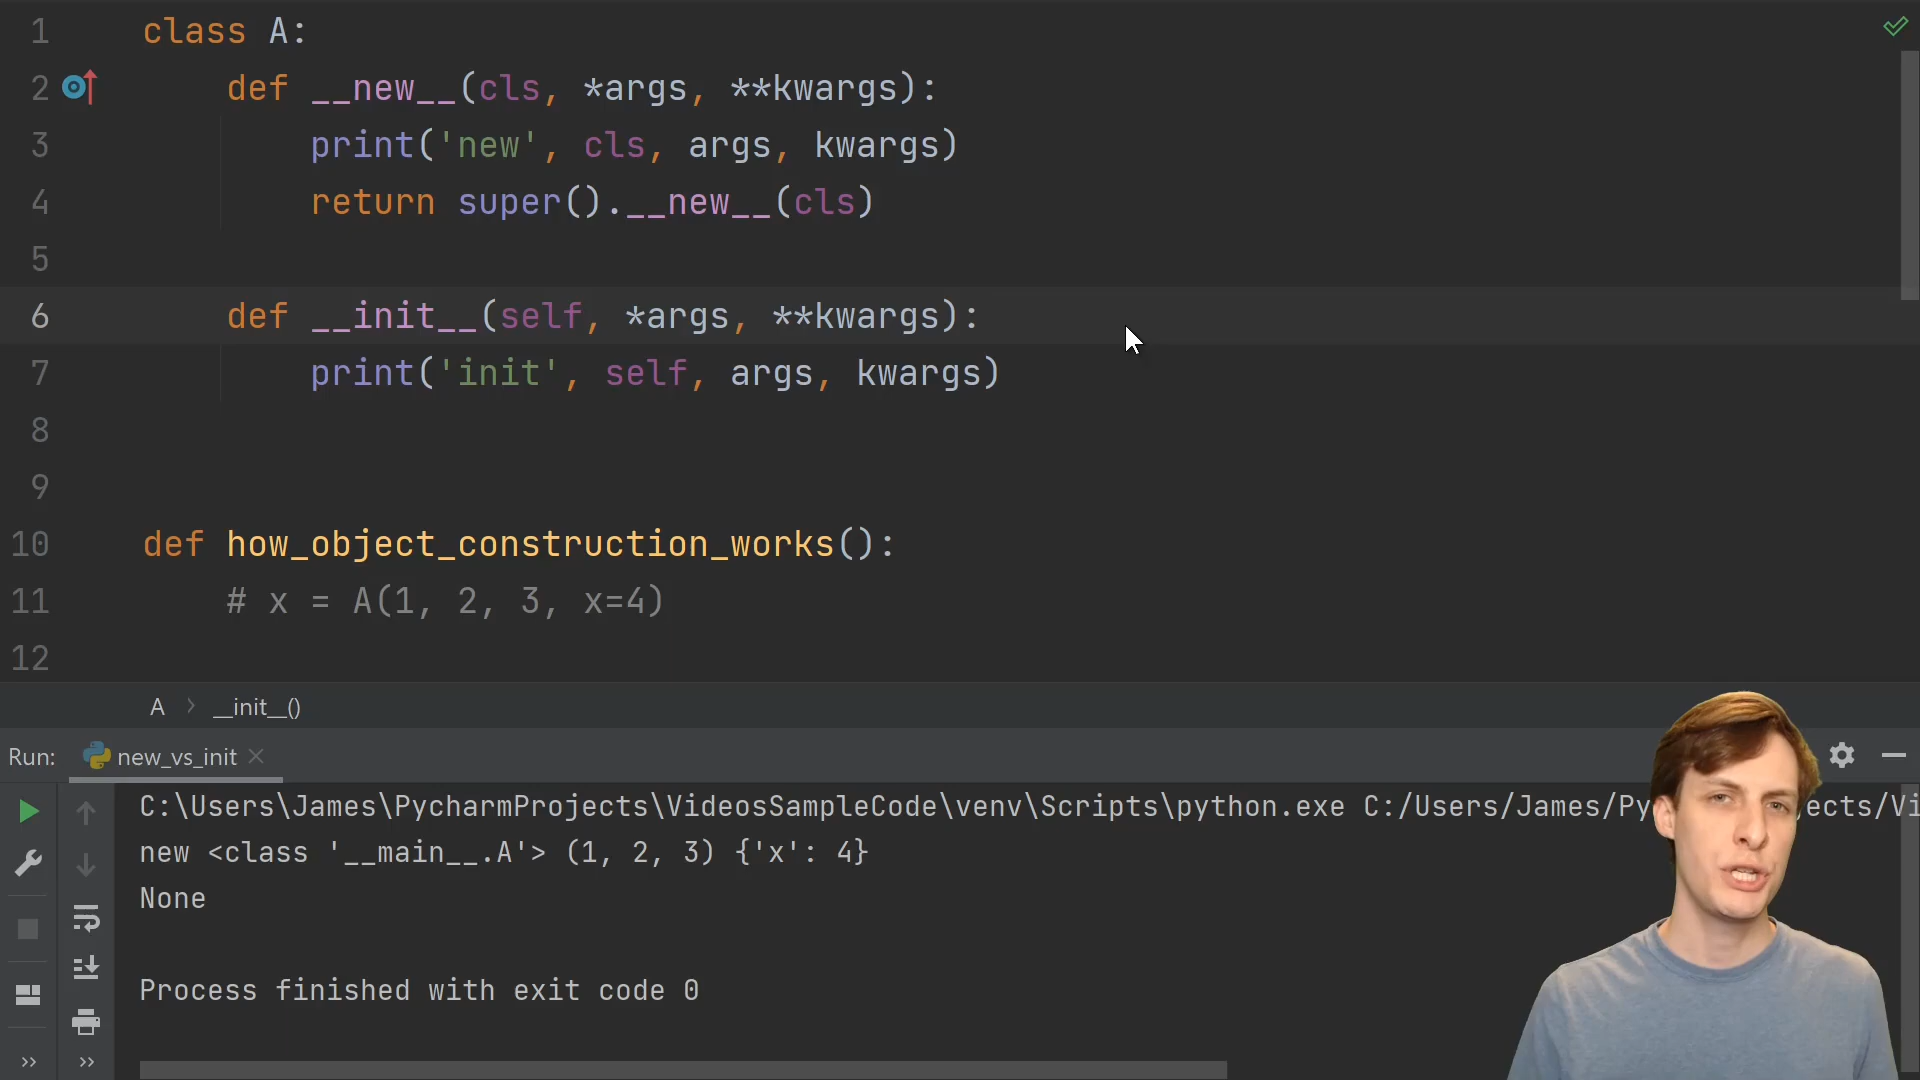 1 class A:
2 def __new__(cls, *args, **kwargs):
3 print('new', cls, args, kwargs)
4 return super().__new__(cls)
5
6 def __init__(self, *args, **kwargs):
7 print('init', self, args, kwargs)
8
9
10 def how_object_construction_works():
11 # x = A(1, 2, 3, x=4)
12
A › __init__()
Run: new_vs_init
C:\Users\James\PycharmProjects\VideosSampleCode\venv\Scripts\python.exe C:/Users/James/Py ects/Vi
new <class '__main__.A'> (1, 2, 3) {'x': 4}
None
Process finished with exit code 0